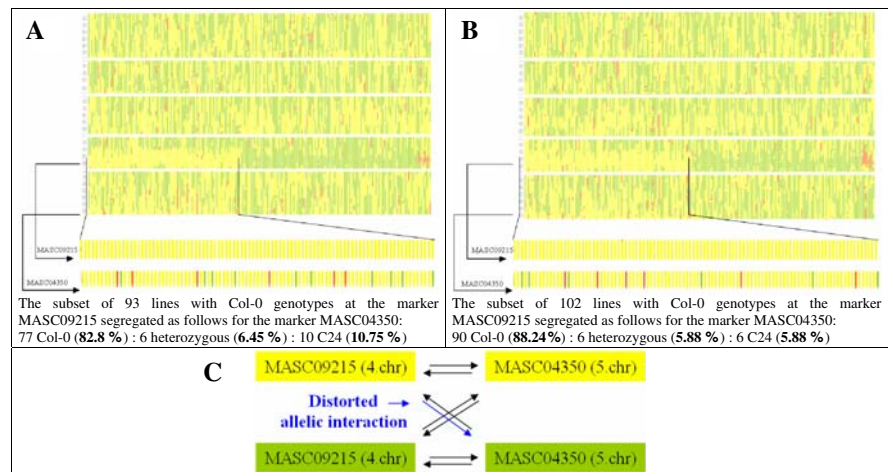 A
MASC09215
MASC04350
The subset of 93 lines with Col-0 genotypes at the marker
MASC09215 segregated as follows for the marker MASC04350:
77 Col-0 (82.8 %) : 6 heterozygous (6.45 %) : 10 C24 (10.75 %)
B
MASC09215
MASC04350
The subset of 102 lines with Col-0 genotypes at the marker
MASC09215 segregated as follows for the marker MASC04350:
90 Col-0 (88.24%) : 6 heterozygous (5.88 %) : 6 C24 (5.88 %)
C
MASC09215 (4.chr)
MASC04350 (5.chr)
Distorted
allelic interaction
MASC09215 (4.chr)
MASC04350 (5.chr)